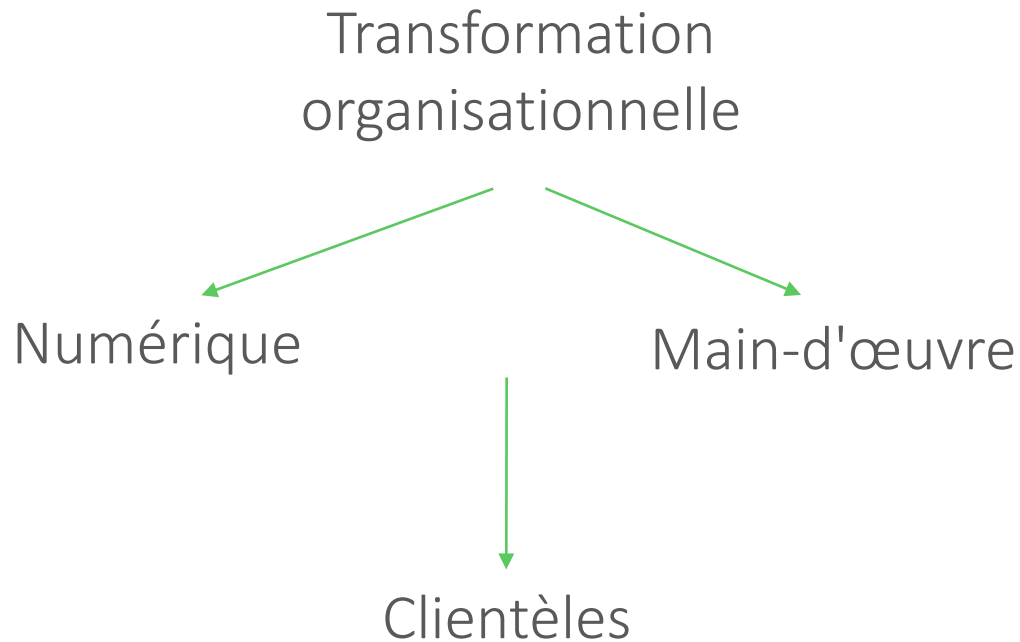 Transformation
organisationnelle
Numérique
Main-d'œuvre
Clientèles